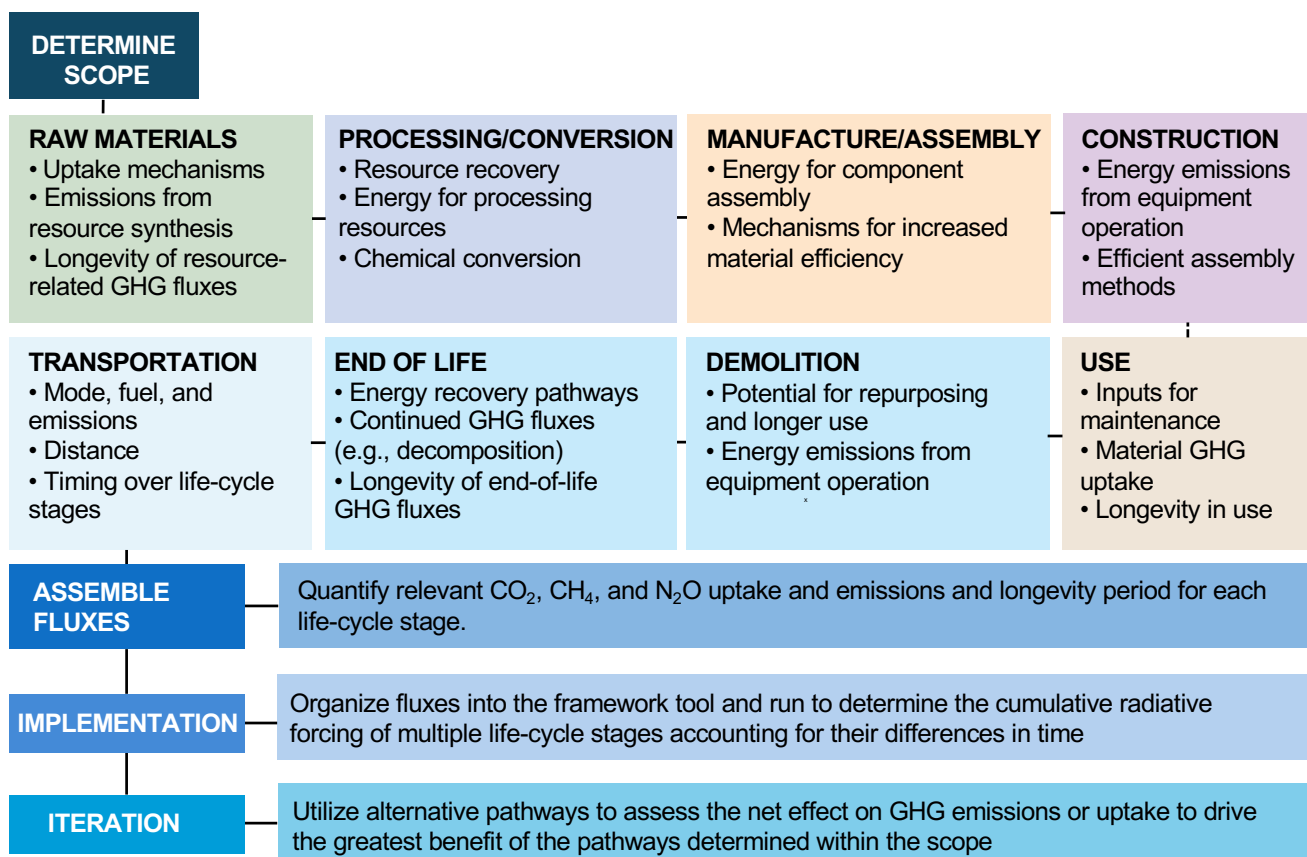 DETERMINE
SCOPE
RAW MATERIALS
• Uptake mechanisms
• Emissions from
resource synthesis
• Longevity of resource-
related GHG fluxes
PROCESSING/CONVERSION
• Resource recovery
• Energy for processing
resources
• Chemical conversion
MANUFACTURE/ASSEMBLY
• Energy for component
assembly
• Mechanisms for increased
material efficiency
CONSTRUCTION
• Energy emissions
from equipment
operation
• Efficient assembly
methods
TRANSPORTATION
• Mode, fuel, and
emissions
• Distance
• Timing over life-cycle
stages
END OF LIFE
• Energy recovery pathways
• Continued GHG fluxes
(e.g., decomposition)
• Longevity of end-of-life
GHG fluxes
DEMOLITION
• Potential for repurposing
and longer use
• Energy emissions from
equipment operation
x
USE
• Inputs for
maintenance
• Material GHG
uptake
• Longevity in use
ASSEMBLE
FLUXES
Quantify relevant CO₂, CH₄, and N₂O uptake and emissions and longevity period for each
life-cycle stage.
IMPLEMENTATION
Organize fluxes into the framework tool and run to determine the cumulative radiative
forcing of multiple life-cycle stages accounting for their differences in time
ITERATION
Utilize alternative pathways to assess the net effect on GHG emissions or uptake to drive
the greatest benefit of the pathways determined within the scope